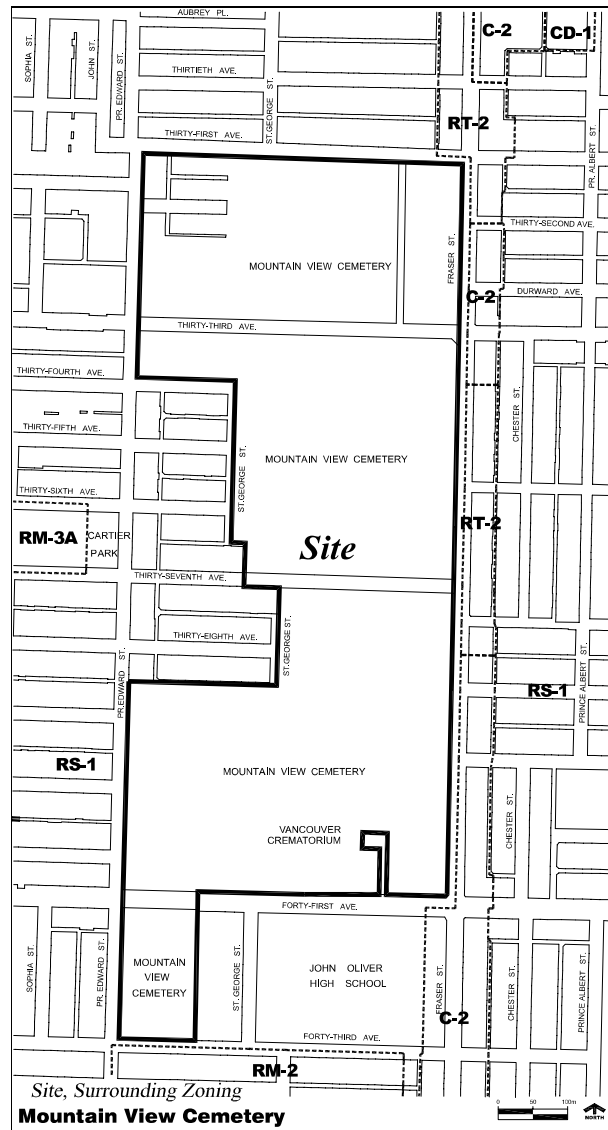 AUBREY PL.
C-2
CD-1
SOPHIA ST.
JOHN ST.
PR. EDWARD ST.
THIRTIETH AVE.
ST.GEORGE ST.
RT-2
THIRTY-FIRST AVE.
PR. ALBERT ST.
THIRTY-SECOND AVE.
FRASER ST.
MOUNTAIN VIEW CEMETERY
C-2
DURWARD AVE.
THIRTY-THIRD AVE.
THIRTY-FOURTH AVE.
CHESTER ST.
THIRTY-FIFTH AVE.
ST.GEORGE ST.
MOUNTAIN VIEW CEMETERY
THIRTY-SIXTH AVE.
RM-3A
CARTIER
PARK
Site
RT-2
THIRTY-SEVENTH AVE.
THIRTY-EIGHTH AVE.
ST.GEORGE ST.
PR.EDWARD ST.
RS-1
PRINCE ALBERT ST.
RS-1
MOUNTAIN VIEW CEMETERY
VANCOUVER
CREMATORIUM
CHESTER ST.
FORTY-FIRST AVE.
SOPHIA ST.
PR. EDWARD ST.
MOUNTAIN
VIEW
CEMETERY
ST.GEORGE ST.
JOHN OLIVER
HIGH SCHOOL
FRASER ST.
C-2
CHESTER ST.
PRINCE ALBERT ST.
FORTY-THIRD AVE.
RM-2
Site, Surrounding Zoning
Mountain View Cemetery
0 50 100m
NORTH